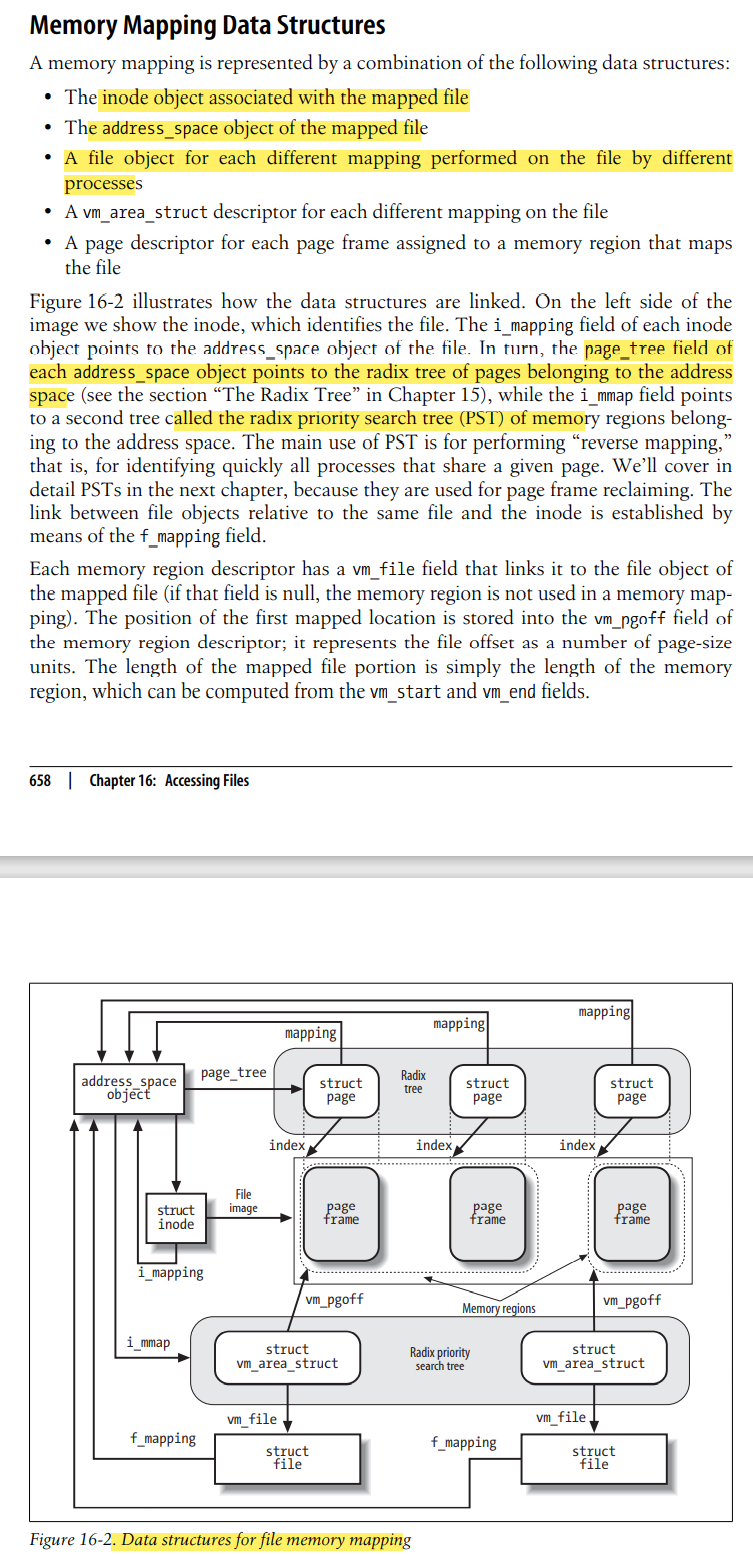 Memory Mapping Data Structures
A memory mapping is represented by a combination of the following data structures:
• The inode object associated with the mapped file
• The address_space object of the mapped file
• A file object for each different mapping performed on the file by different
processes
• A vm_area_struct descriptor for each different mapping on the file
• A page descriptor for each page frame assigned to a memory region that maps
the file
Figure 16-2 illustrates how the data structures are linked. On the left side of the
image we show the inode, which identifies the file. The i_mapping field of each inode
object points to the address_space object of the file. In turn, the page_tree field of
each address_space object points to the radix tree of pages belonging to the address
space (see the section “The Radix Tree” in Chapter 15), while the i_mmap field points
to a second tree called the radix priority search tree (PST) of memory regions belong-
ing to the address space. The main use of PST is for performing “reverse mapping,”
that is, for identifying quickly all processes that share a given page. We’ll cover in
detail PSTs in the next chapter, because they are used for page frame reclaiming. The
link between file objects relative to the same file and the inode is established by
means of the f_mapping field.
Each memory region descriptor has a vm_file field that links it to the file object of
the mapped file (if that field is null, the memory region is not used in a memory map-
ping). The position of the first mapped location is stored into the vm_pgoff field of
the memory region descriptor; it represents the file offset as a number of page-size
units. The length of the mapped file portion is simply the length of the memory
region, which can be computed from the vm_start and vm_end fields.
658 | Chapter 16: Accessing Files
mapping
mapping
mapping
address_space
object
page_tree
struct
page
Radix
tree
struct
page
struct
page
index
index
index
struct
inode
File
image
page
frame
page
frame
page
frame
i_mapping
vm_pgoff
Memory regions
vm_pgoff
i_mmap
struct
vm_area_struct
Radix priority
search tree
struct
vm_area_struct
vm_file
vm_file
f_mapping
f_mapping
struct
file
struct
file
Figure 16-2. Data structures for file memory mapping